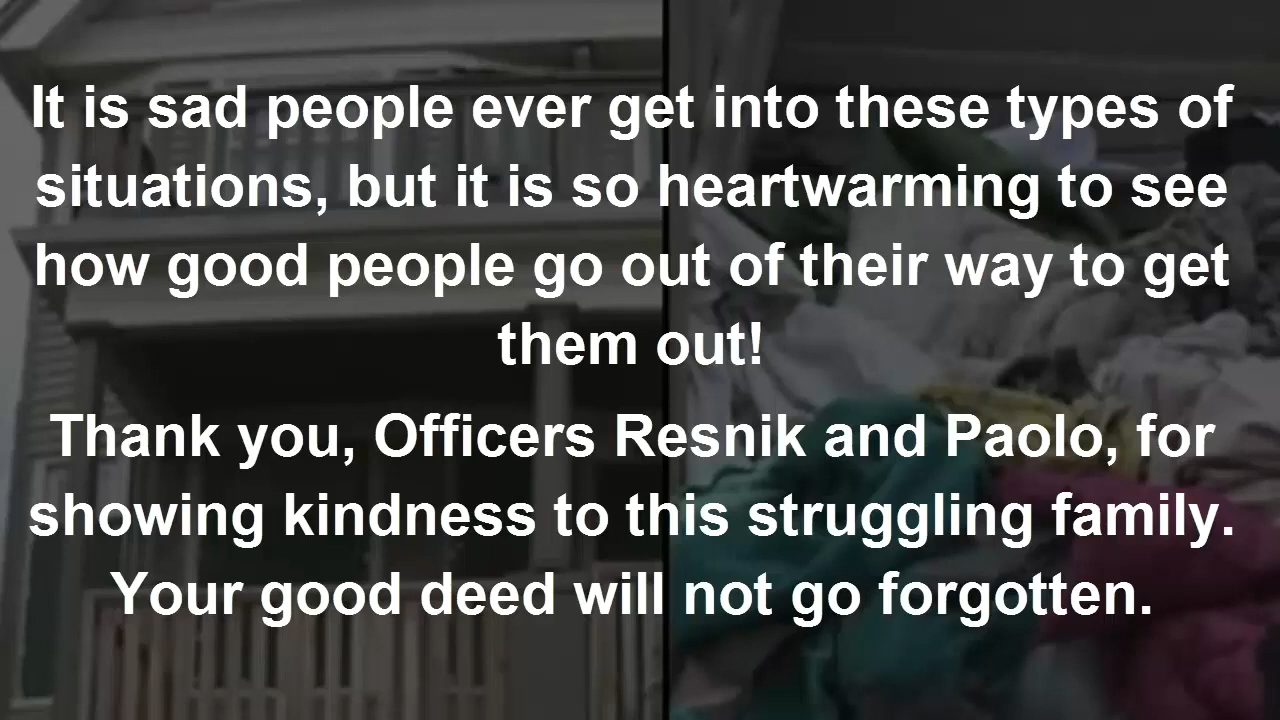 It is sad people ever get into these types of
situations, but it is so heartwarming to see
how good people go out of their way to get
them out!
Thank you, Officers Resnik and Paolo, for
showing kindness to this struggling family.
Your good deed will not go forgotten.